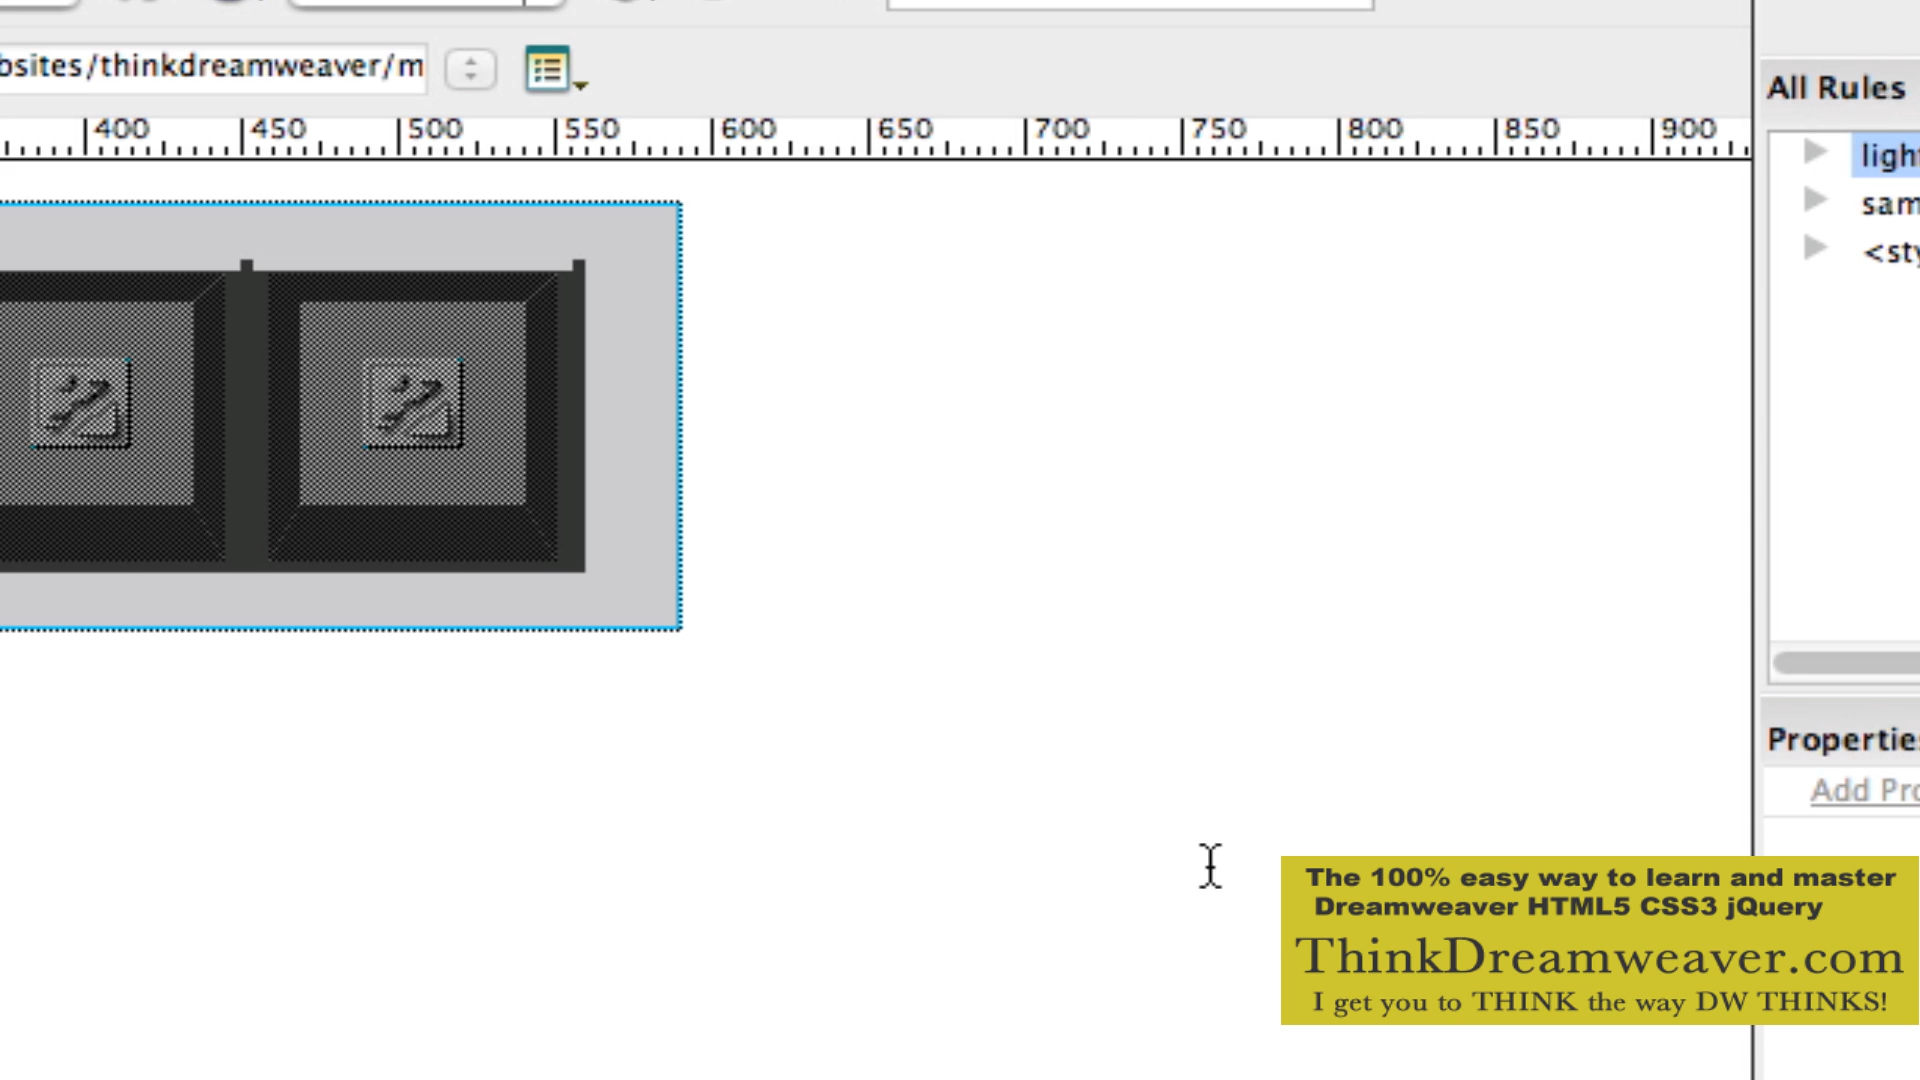 bsites/thinkdreamweaver/m
400 450 500 550 600 650 700 750 800 850 900
All Rules
light
sam
<sty
Properties
Add Pro
The 100% easy way to learn and master
Dreamweaver HTML5 CSS3 jQuery
ThinkDreamweaver.com
I get you to THINK the way DW THINKS!